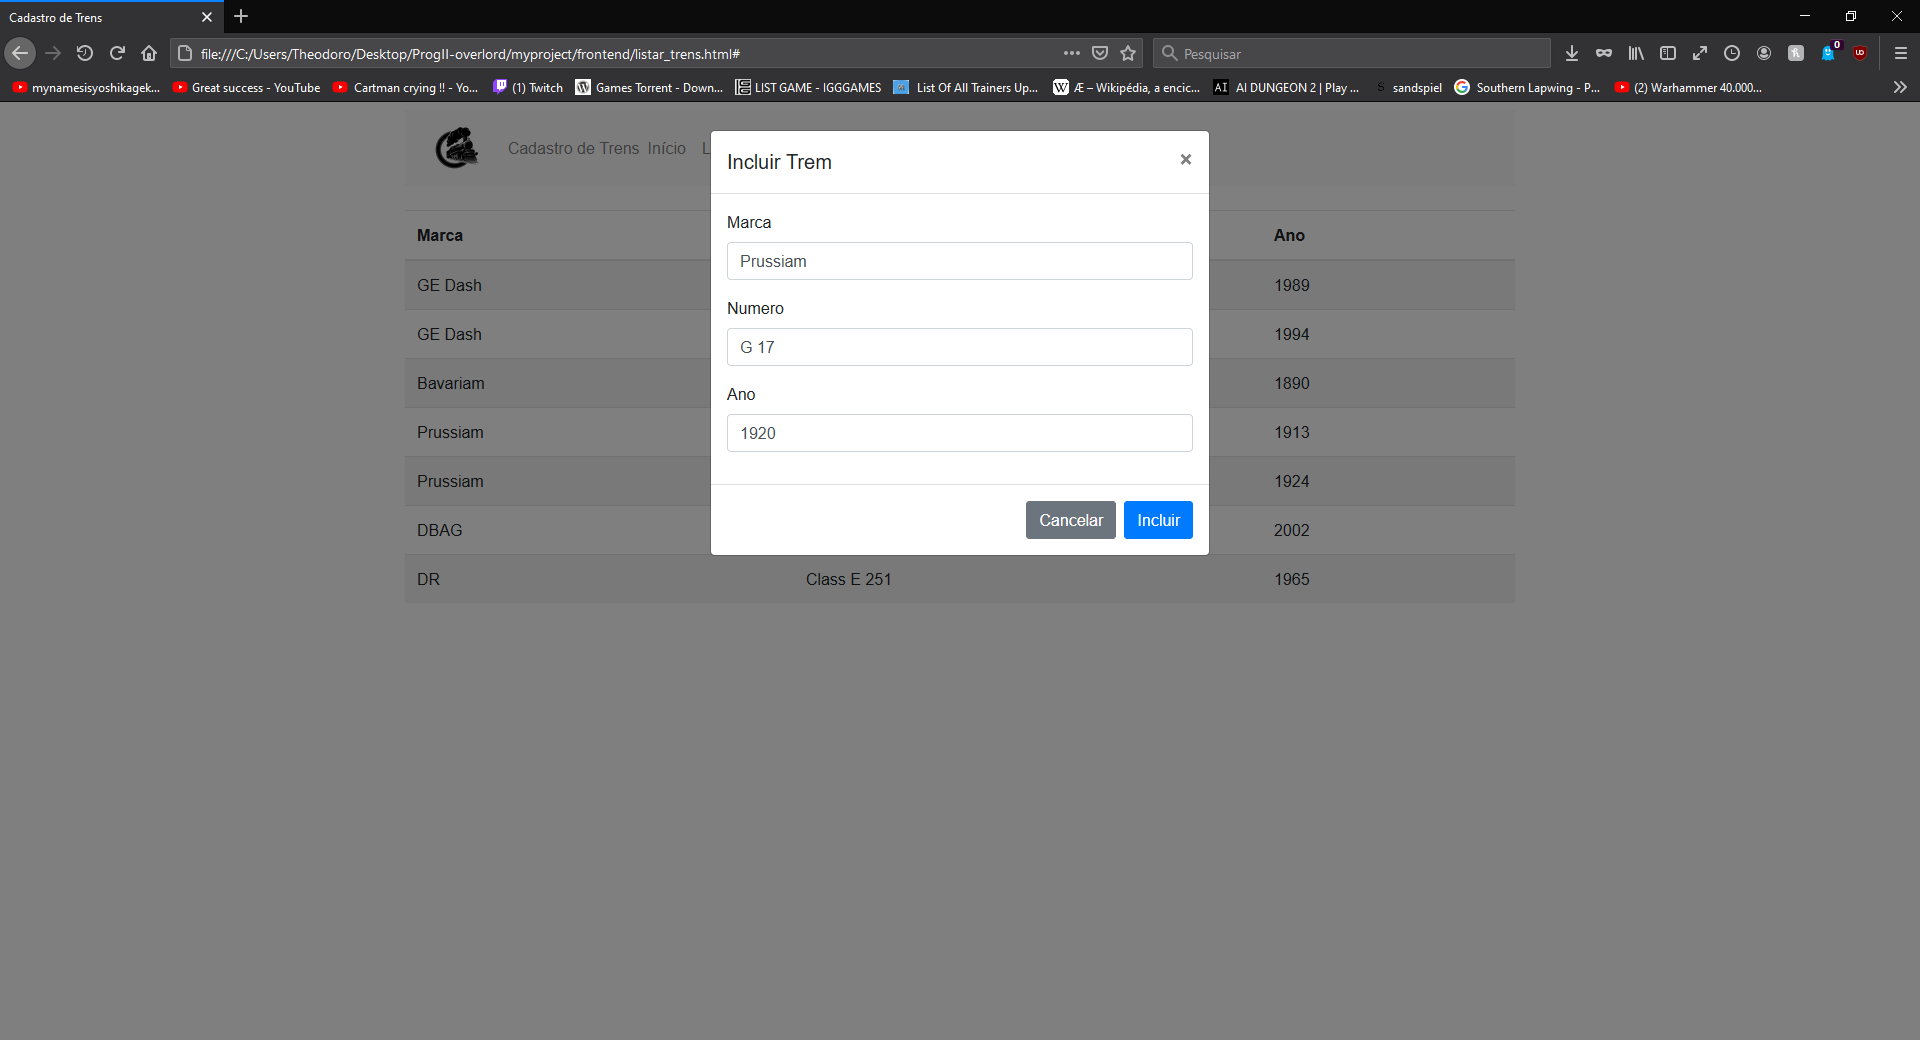 Cadastro de Trens
file:///C:/Users/Theodoro/Desktop/ProgII-overlord/myproject/frontend/listar_trens.html#
Pesquisar
0
mynamesisyoshikagek... Great success - YouTube Cartman crying !! - Yo... (1) Twitch Games Torrent - Down... LIST GAME - IGGGAMES List Of All Trainers Up... Æ – Wikipédia, a encic... AI DUNGEON 2 | Play ... sandspiel Southern Lapwing - P... (2) Warhammer 40.000...
Cadastro de Trens Início L
Incluir Trem ×
Marca
Prussiam
Numero
G 17
Ano
1920
Cancelar Incluir
Marca Ano
GE Dash 1989
GE Dash 1994
Bavariam 1890
Prussiam 1913
Prussiam 1924
DBAG 2002
DR Class E 251 1965